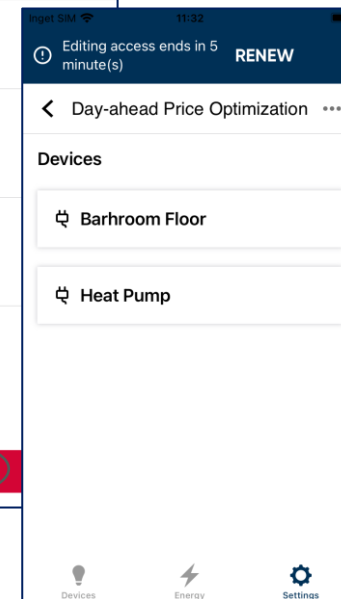 Inget SIM 11:32
Editing access ends in 5
minute(s)
RENEW
Day-ahead Price Optimization
Devices
Barhroom Floor
Heat Pump
Devices Energy Settings